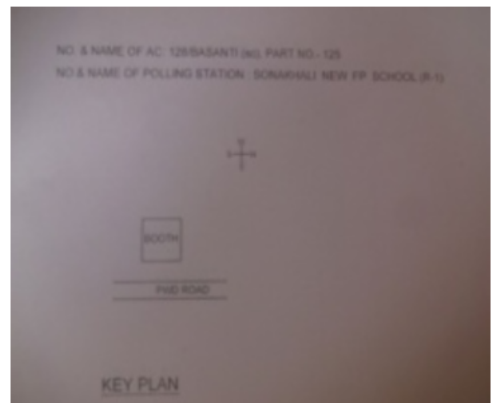 NO. & NAME OF AC: 128/BASANTI (SC), PART NO.- 125
NO & NAME OF POLLING STATION : SONAKHALI NEW FP SCHOOL (R-1)
BOOTH
PWD ROAD
KEY PLAN